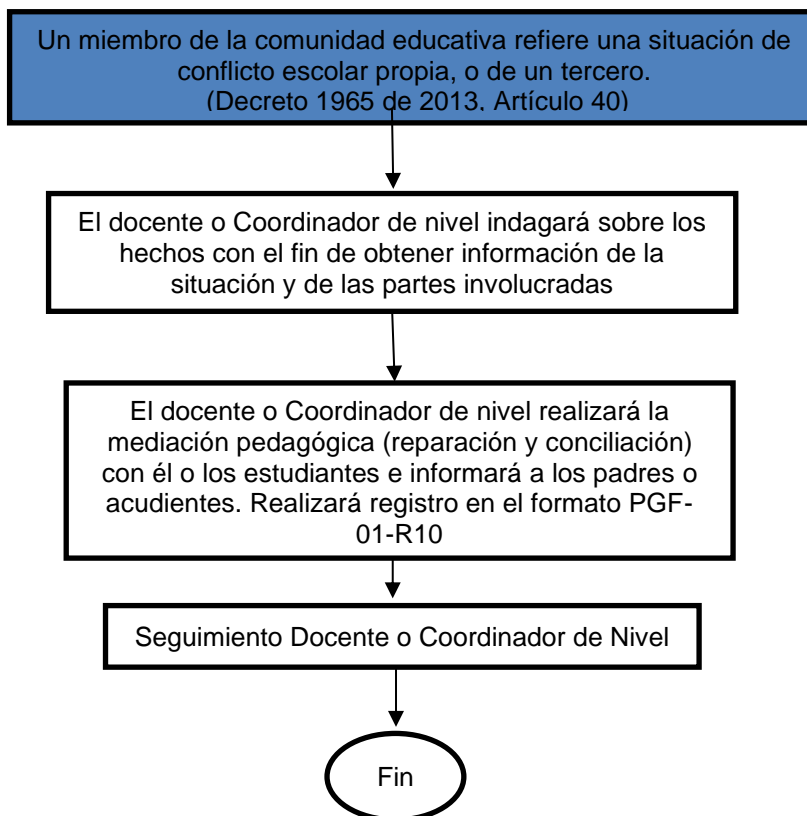 Un miembro de la comunidad educativa refiere una situación de
conflicto escolar propia, o de un tercero.
(Decreto 1965 de 2013, Artículo 40)
El docente o Coordinador de nivel indagará sobre los
hechos con el fin de obtener información de la
situación y de las partes involucradas
El docente o Coordinador de nivel realizará la
mediación pedagógica (reparación y conciliación)
con él o los estudiantes e informará a los padres o
acudientes. Realizará registro en el formato PGF-
01-R10
Seguimiento Docente o Coordinador de Nivel
Fin